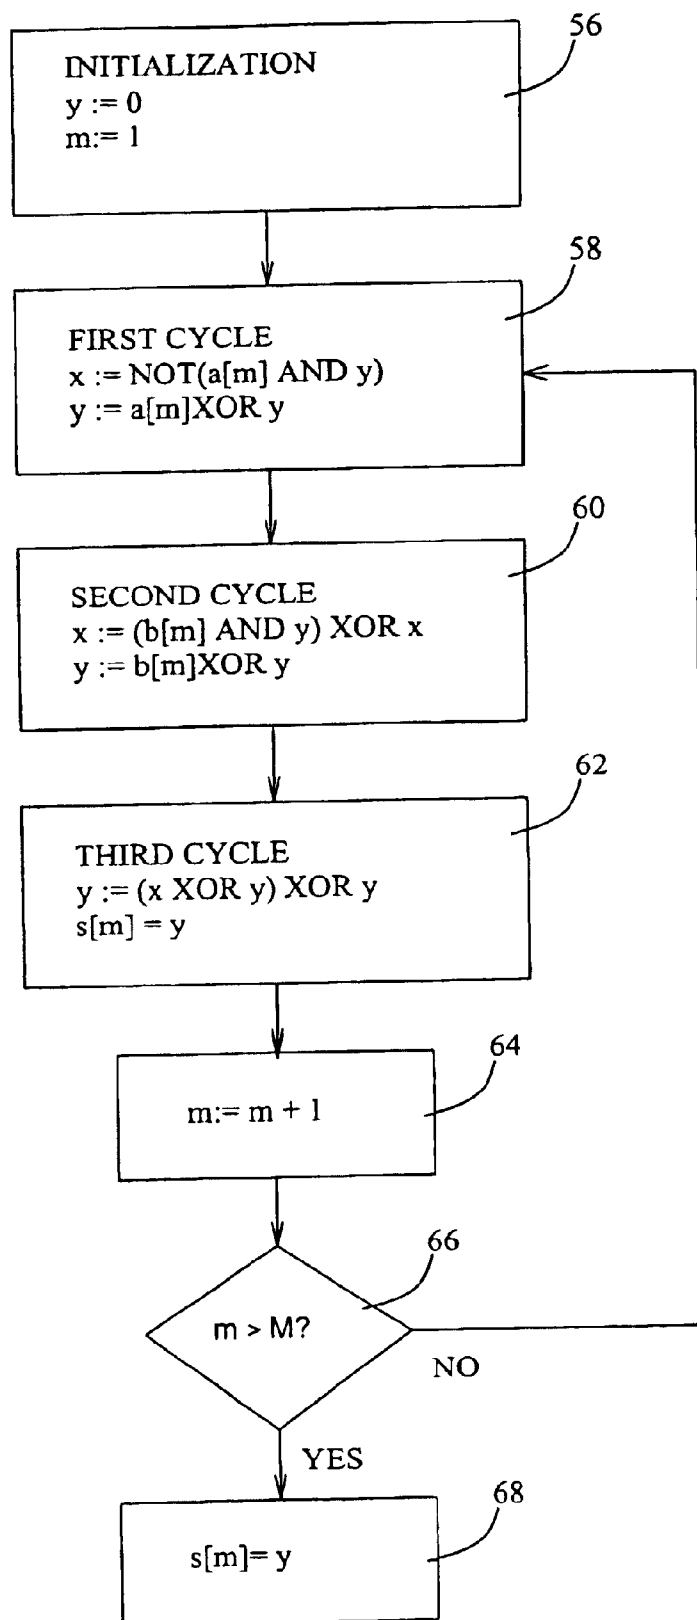 56
INITIALIZATION
y := 0
m:= 1
58
FIRST CYCLE
x := NOT(a[m] AND y)
y := a[m]XOR y
60
SECOND CYCLE
x := (b[m] AND y) XOR x
y := b[m]XOR y
62
THIRD CYCLE
y := (x XOR y) XOR y
s[m] = y
64
m:= m + 1
66
m > M?
NO
YES
68
s[m]= y